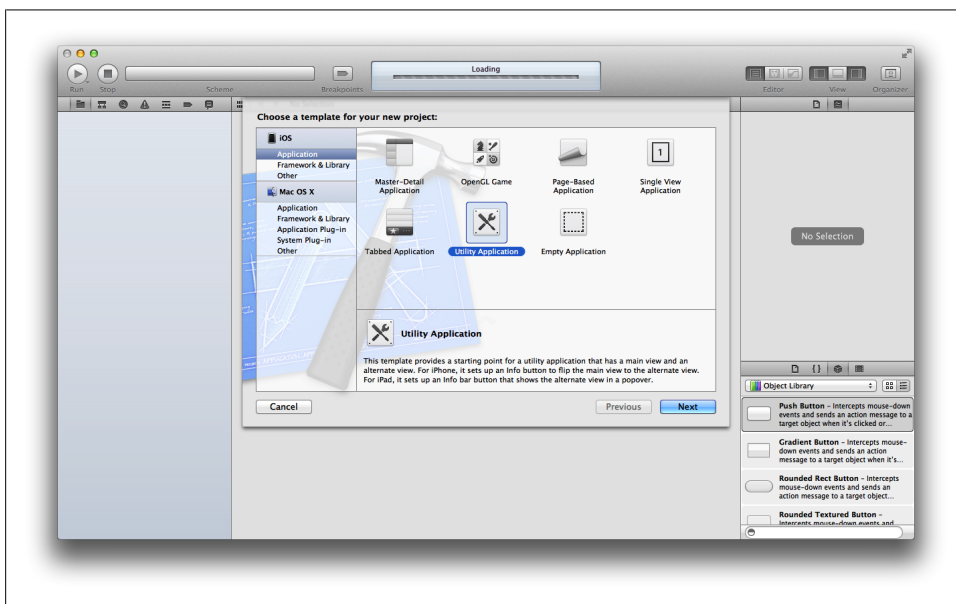 Loading
Run Stop Scheme Breakpoints Editor View Organizer
No Selection
Choose a template for your new project:
iOS
Application
Framework & Library
Other
Mac OS X
Application
Framework & Library
Application Plug-in
System Plug-in
Other
Master-Detail
Application
OpenGL Game
Page-Based
Application
1
Single View
Application
Tabbed Application
Utility Application
Empty Application
Utility Application
This template provides a starting point for a utility application that has a main view and an
alternate view. For iPhone, it sets up an Info button to flip the main view to the alternate view.
For iPad, it sets up an Info bar button that shows the alternate view in a popover.
Cancel
Previous
Next
No Selection
{}
Object Library
Push Button - Intercepts mouse-down
events and sends an action message to a
target object when it's clicked or...
Gradient Button - Intercepts mouse-
down events and sends an action
message to a target object when it's...
Rounded Rect Button - Intercepts
mouse-down events and sends an
action message to a target object...
Rounded Textured Button -
Intercepts mouse-down events and